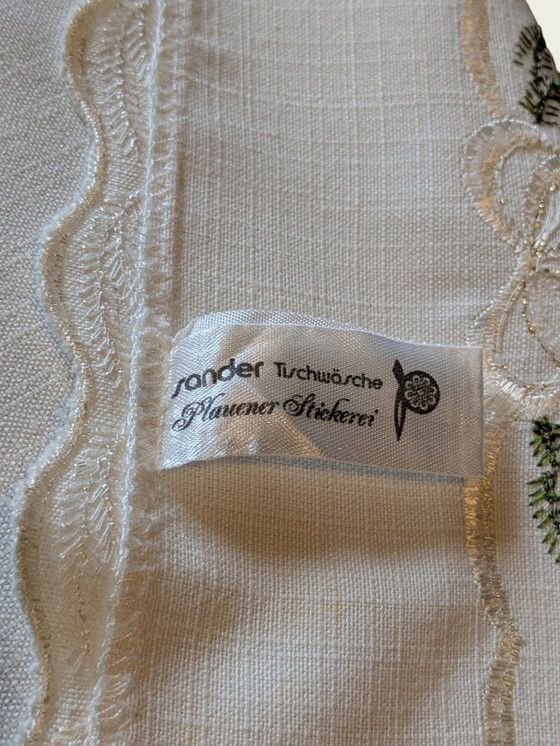 sander Tischwäsche
Plauener Stickerei